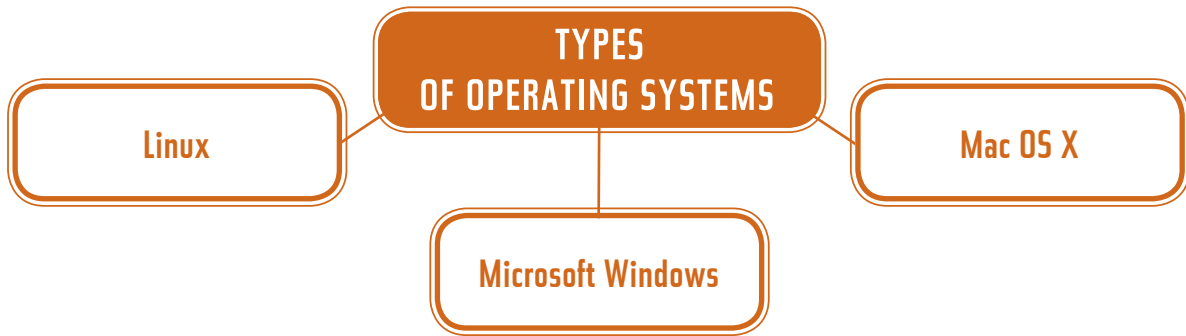 TYPES
OF OPERATING SYSTEMS
Linux
Mac OS X
Microsoft Windows